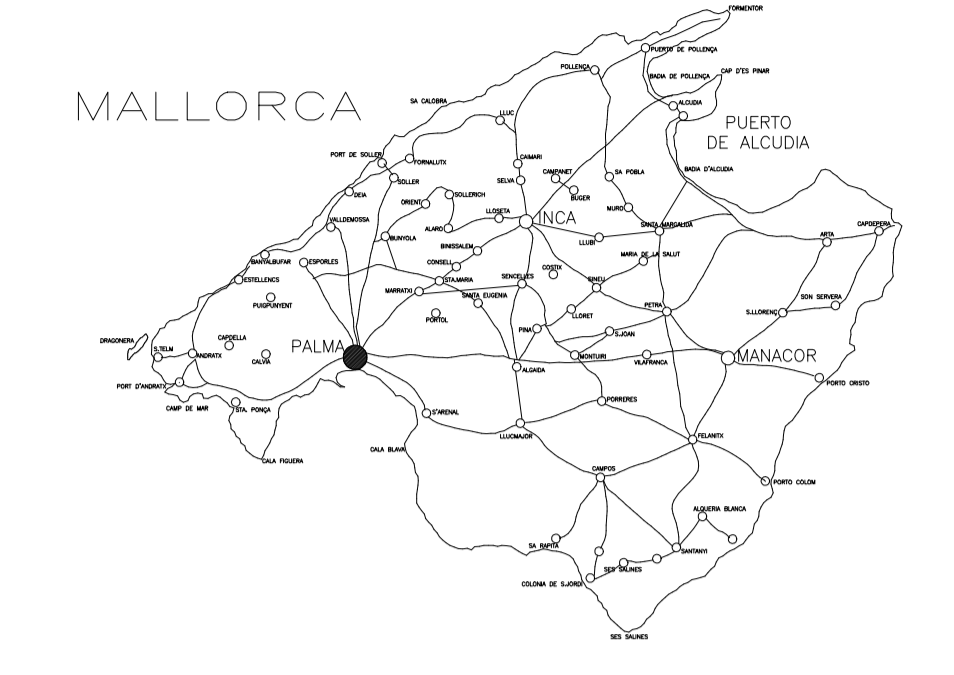 FORMENTOR
PUERTO DE POLLENÇA
POLLENÇA
BADIA DE POLLENÇA
CAP D'ES PINAR
MALLORCA
SA CALOBRA
ALCUDIA
LLUC
PUERTO
DE ALCUDIA
PORT DE SOLLER
FORNALUTX
CAIMARI
CAMPANET
SA POBLA
BADIA D'ALCUDIA
SOLLER
SELVA
DEIA
SOLLERICH
BUGER
ORIENT
MURO
LLOSETA
INCA
VALLDEMOSSA
ALARO
SANTA MARGALIDA
CAPDEPERA
BUNYOLA
LLUBI
ARTA
BINISSALEM
MARIA DE LA SALUT
BANYALBUFAR
ESPORLES
CONSELL
COSTIX
ESTELLENCS
STA.MARIA
SENCELLES
SINEU
MARRATXI
SANTA EUGENIA
PUIGPUNYENT
SON SERVERA
PORTOL
LLORET
PETRA
S.LLORENÇ
PINA
S.JOAN
DRAGONERA
CAPDELLA
PALMA
S.TELM
ANDRATX
CALVIA
MONTUIRI
VILAFRANCA
MANACOR
ALGAIDA
PORT D'ANDRATX
PORTO CRISTO
CAMP DE MAR
STA. PONÇA
S'ARENAL
PORRERES
LLUCMAJOR
FELANITX
CALA BLAVA
CALA FIGUERA
CAMPOS
PORTO COLOM
ALQUERIA BLANCA
SA RAPITA
SANTANYI
SES SALINES
COLONIA DE S.JORDI
SES SALINES